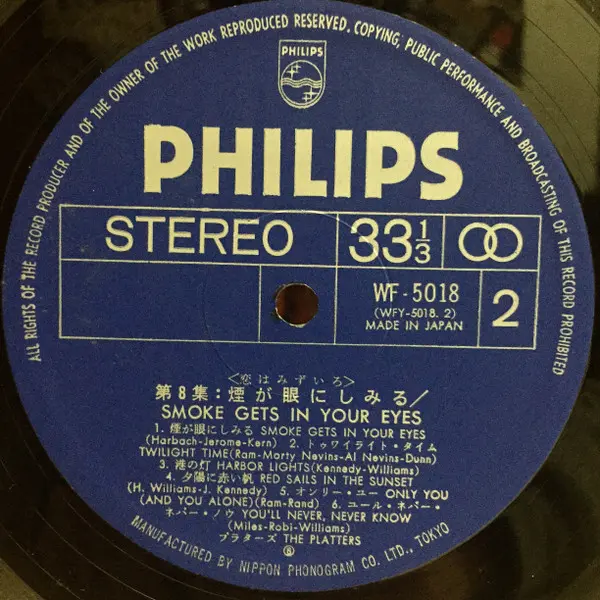 ALL RIGHTS OF THE RECORD PRODUCER AND OF THE OWNER OF THE WORK REPRODUCED RESERVED. COPYING, PUBLIC PERFORMANCE AND BROADCASTING OF THIS RECORD PROHIBITED
PHILIPS
PHILIPS
STEREO 33 1/3
WF-5018
(WFY-5018. 2)
MADE IN JAPAN
2
<恋はみずいろ>
第8集:煙が眼にしみる/
SMOKE GETS IN YOUR EYES
1. 煙が眼にしみる SMOKE GETS IN YOUR EYES
(Harbach-Jerome-Kern) 2. トゥワイライト・タイム
TWILIGHT TIME(Ram-Marty Nevins-Al Nevins-Dunn)
3. 港の灯 HARBOR LIGHTS(Kennedy-Williams)
4. 夕陽に赤い帆 RED SAILS IN THE SUNSET
(H. Williams-J. Kennedy) 5. オンリー・ユー ONLY YOU
(AND YOU ALONE)(Ram-Rand) 6. ユール・ネバー・
ネバー・ノウ YOU'LL NEVER, NEVER KNOW
(Miles-Robi-Williams)
プラターズ THE PLATTERS
MANUFACTURED BY NIPPON PHONOGRAM CO. LTD., TOKYO